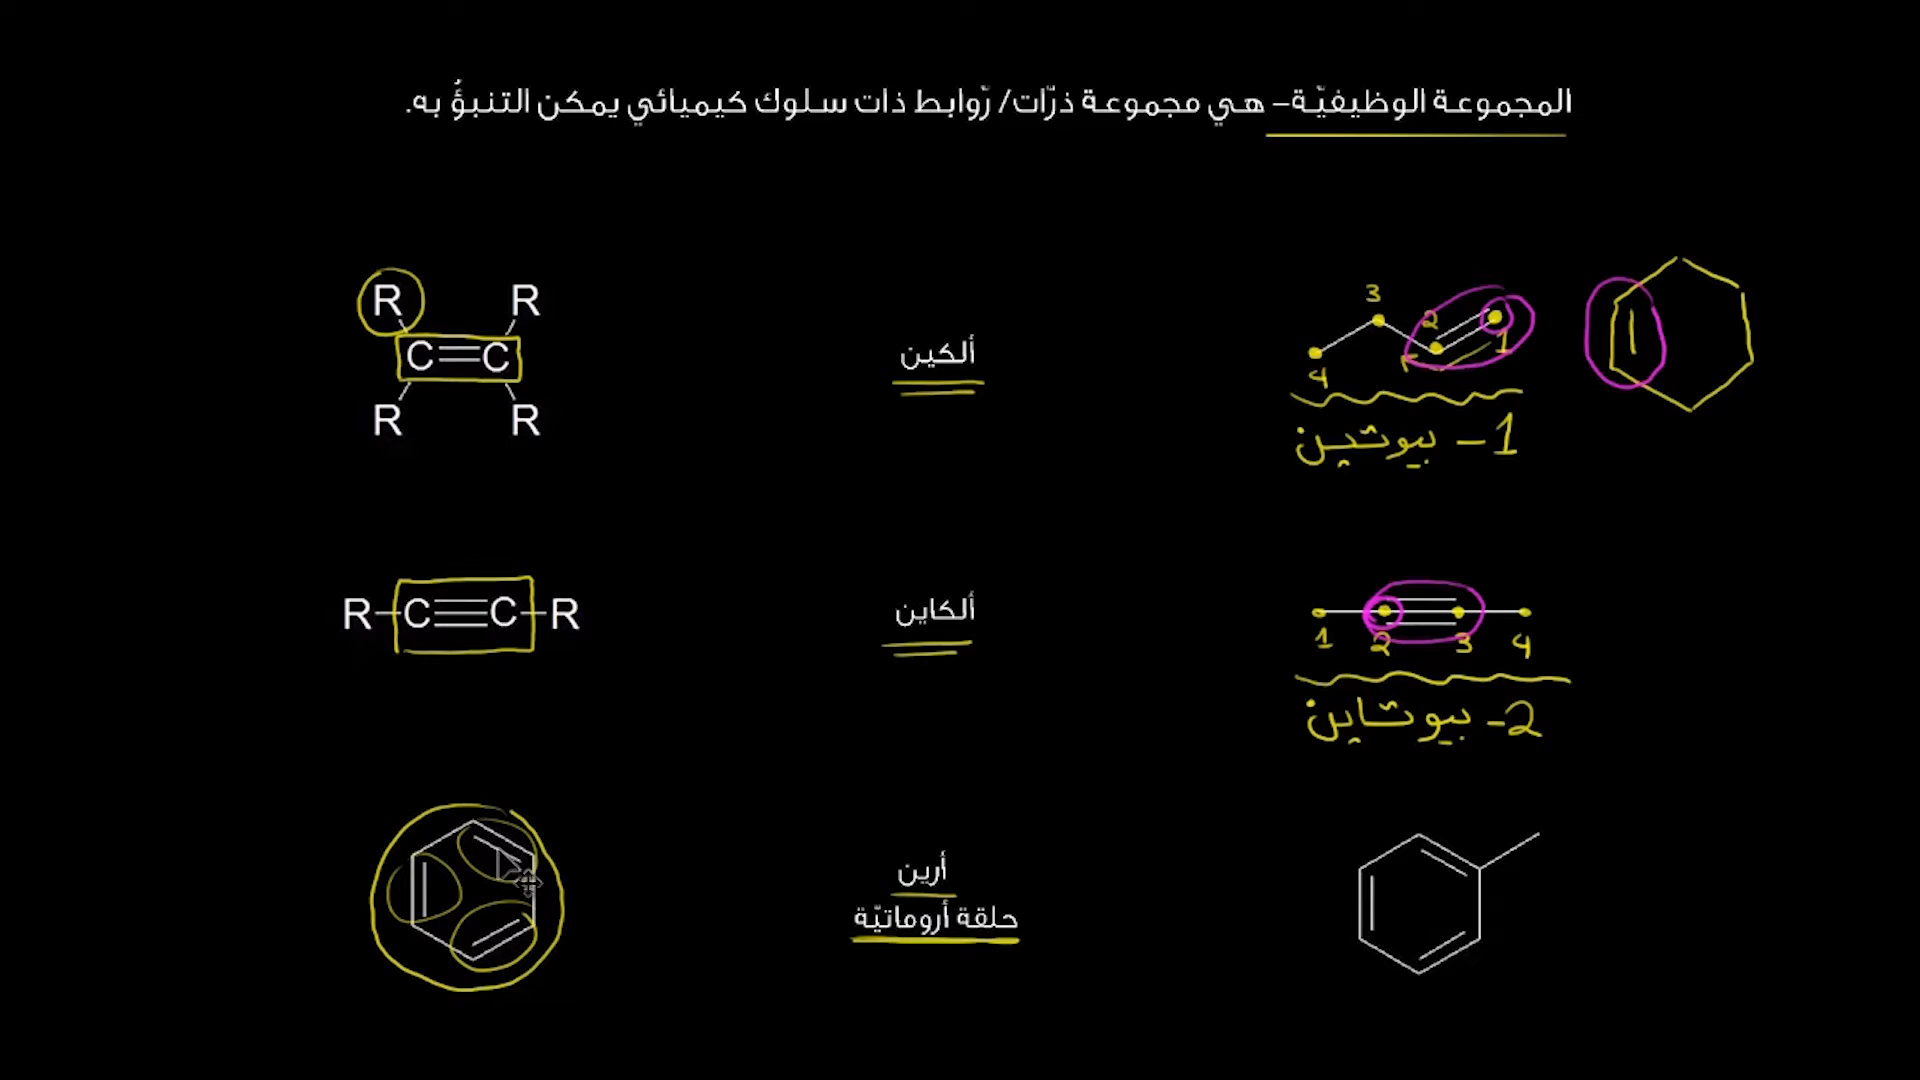 المجموعة الوظيفيّة- هي مجموعة ذرّات/ رّوابط ذات سلوك كيميائي يمكن التنبؤُ به.
R R
C C
R R
ألكين
3 2 1 4
1- بيوتين
R C C R
ألكاين
1 2 3 4
2- بيوتاين
أرين
حلقة أروماتيّة